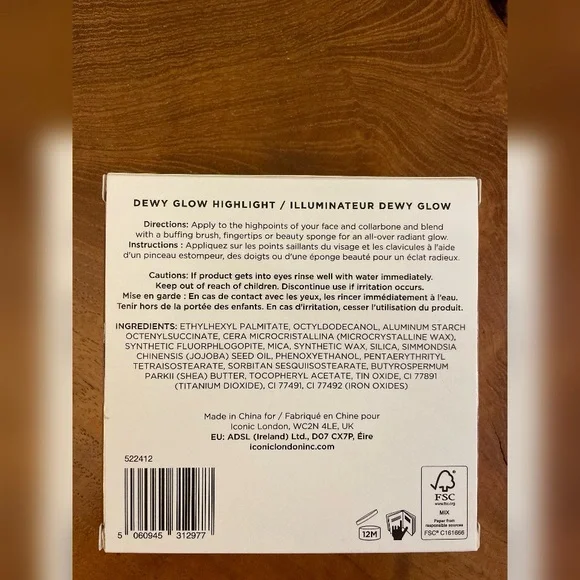 DEWY GLOW HIGHLIGHT / ILLUMINATEUR DEWY GLOW
Directions: Apply to the highpoints of your face and collarbone and blend
with a buffing brush, fingertips or beauty sponge for an all-over radiant glow.
Instructions : Appliquez sur les points saillants du visage et les clavicules à l'aide
d'un pinceau estompeur, des doigts ou d'une éponge beauté pour un éclat radieux.
Cautions: If product gets into eyes rinse well with water immediately.
Keep out of reach of children. Discontinue use if irritation occurs.
Mise en garde : En cas de contact avec les yeux, les rincer immédiatement à l'eau.
Tenir hors de la portée des enfants. En cas d'irritation, cesser l'utilisation du produit.
INGREDIENTS: ETHYLHEXYL PALMITATE, OCTYLDODECANOL, ALUMINUM STARCH
OCTENYLSUCCINATE, CERA MICROCRISTALLINA (MICROCRYSTALLINE WAX),
SYNTHETIC FLUORPHLOGOPITE, MICA, SYNTHETIC WAX, SILICA, SIMMONDSIA
CHINENSIS (JOJOBA) SEED OIL, PHENOXYETHANOL, PENTAERYTHRITYL
TETRAISOSTEARATE, SORBITAN SESQUIISOSTEARATE, BUTYROSPERMUM
PARKII (SHEA) BUTTER, TOCOPHERYL ACETATE, TIN OXIDE, CI 77891
(TITANIUM DIOXIDE), CI 77491, CI 77492 (IRON OXIDES)
Made in China for / Fabriqué en Chine pour
Iconic London, WC2N 4LE, UK
EU: ADSL (Ireland) Ltd., D07 CX7P, Éire
iconiclondoninc.com
522412
5 060945 312977
12M
FSC
www.fsc.org
MIX
Paper from
responsible sources
FSC® C161666